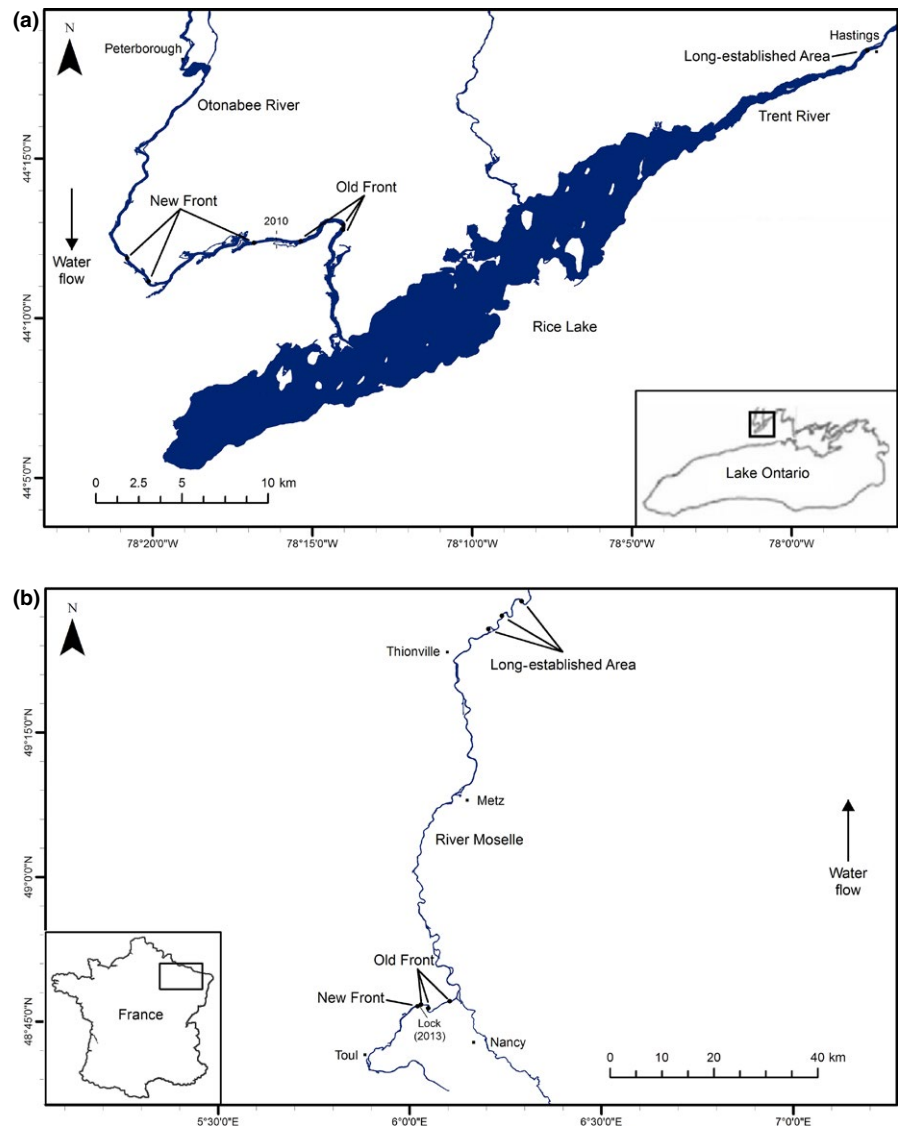 (a)
N
Peterborough
Hastings
Long-established Area
Otonabee River
Trent River
44°15'0"N
New Front
Old Front
2010
Water
flow
44°10'0"N
Rice Lake
44°5'0"N
0 2.5 5 10 km
Lake Ontario
78°20'0"W 78°15'0"W 78°10'0"W 78°5'0"W 78°0'0"W
(b)
N
Thionville
Long-established Area
49°15'0"N
Metz
River Moselle
49°0'0"N
Water
flow
Old Front
New Front
France
48°45'0"N
Lock
(2013)
Nancy
Toul
0 10 20 40 km
5°30'0"E 6°0'0"E 6°30'0"E 7°0'0"E